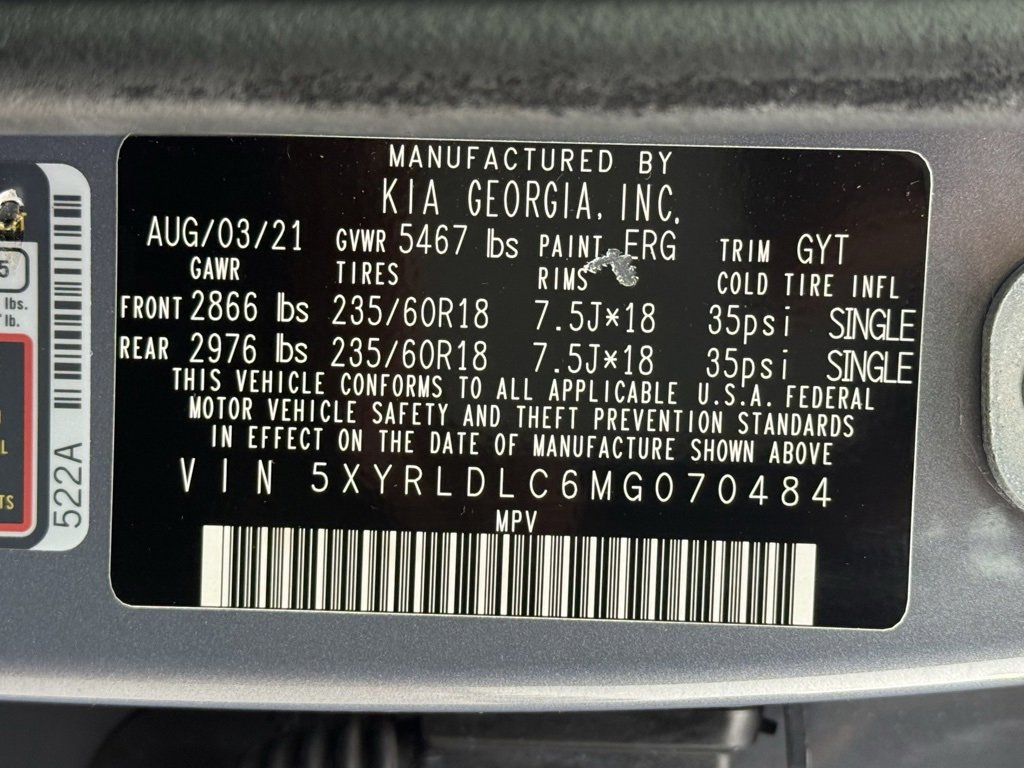 MANUFACTURED BY
KIA GEORGIA, INC.
AUG/03/21 GVWR 5467 lbs PAINT ERG TRIM GYT
GAWR TIRES RIMS COLD TIRE INFL
FRONT 2866 lbs 235/60R18 7.5J*18 35psi SINGLE
REAR 2976 lbs 235/60R18 7.5J*18 35psi SINGLE
THIS VEHICLE CONFORMS TO ALL APPLICABLE U.S.A. FEDERAL
MOTOR VEHICLE SAFETY AND THEFT PREVENTION STANDARDS
IN EFFECT ON THE DATE OF MANUFACTURE SHOWN ABOVE
VIN 5XYRLDLC6MG070484
MPV
522A
5
lbs.
lb.